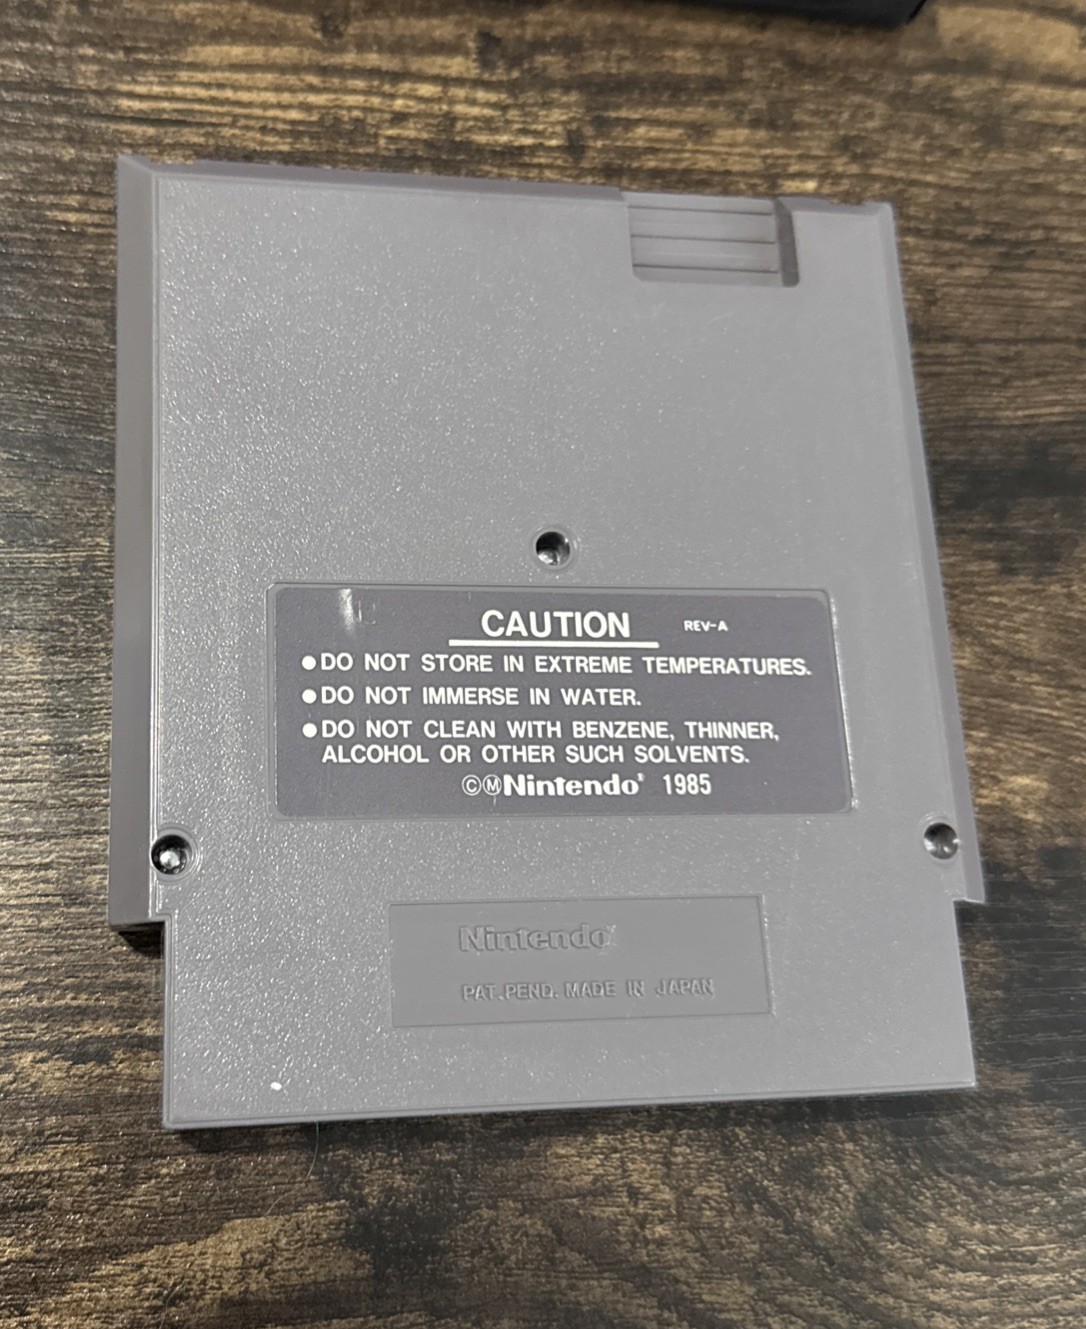 CAUTION REV-A
●DO NOT STORE IN EXTREME TEMPERATURES.
●DO NOT IMMERSE IN WATER.
●DO NOT CLEAN WITH BENZENE, THINNER,
ALCOHOL OR OTHER SUCH SOLVENTS.
©ⓂNintendo® 1985
Nintendo®
PAT.PEND. MADE IN JAPAN